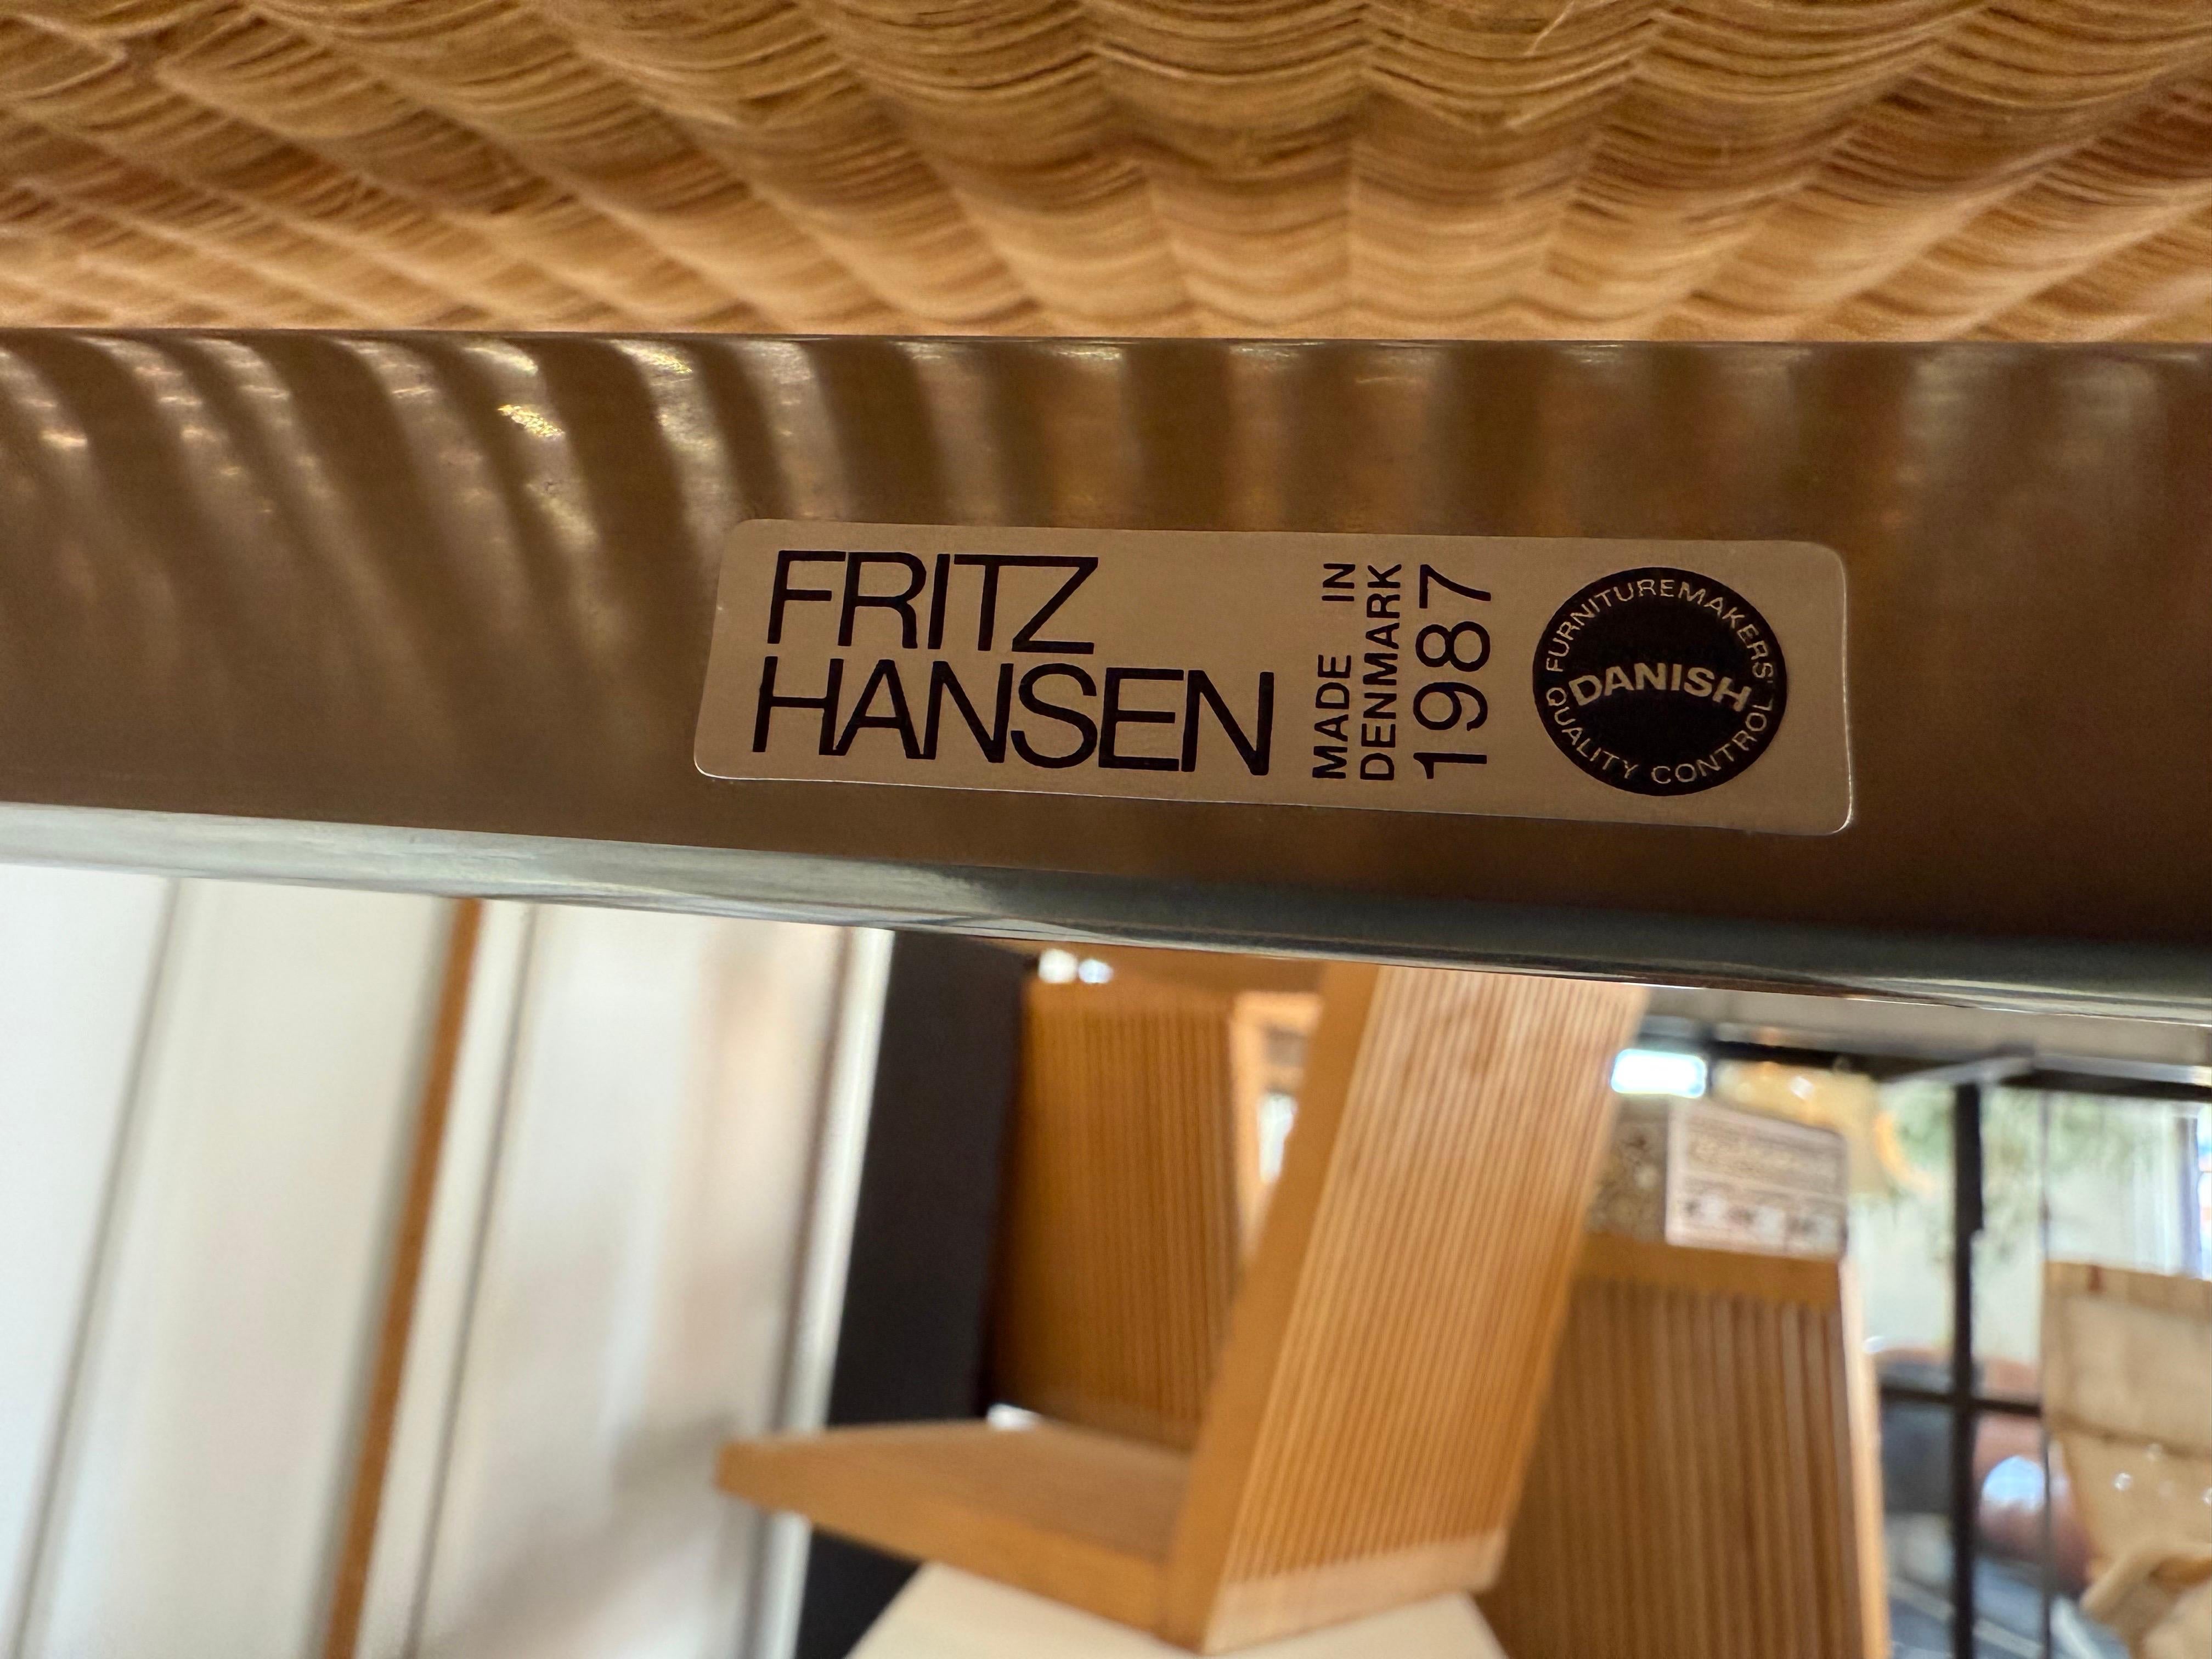 FRITZ
HANSEN
MADE IN
DENMARK
1987
FURNITUREMAKERS'
DANISH
QUALITY CONTROL